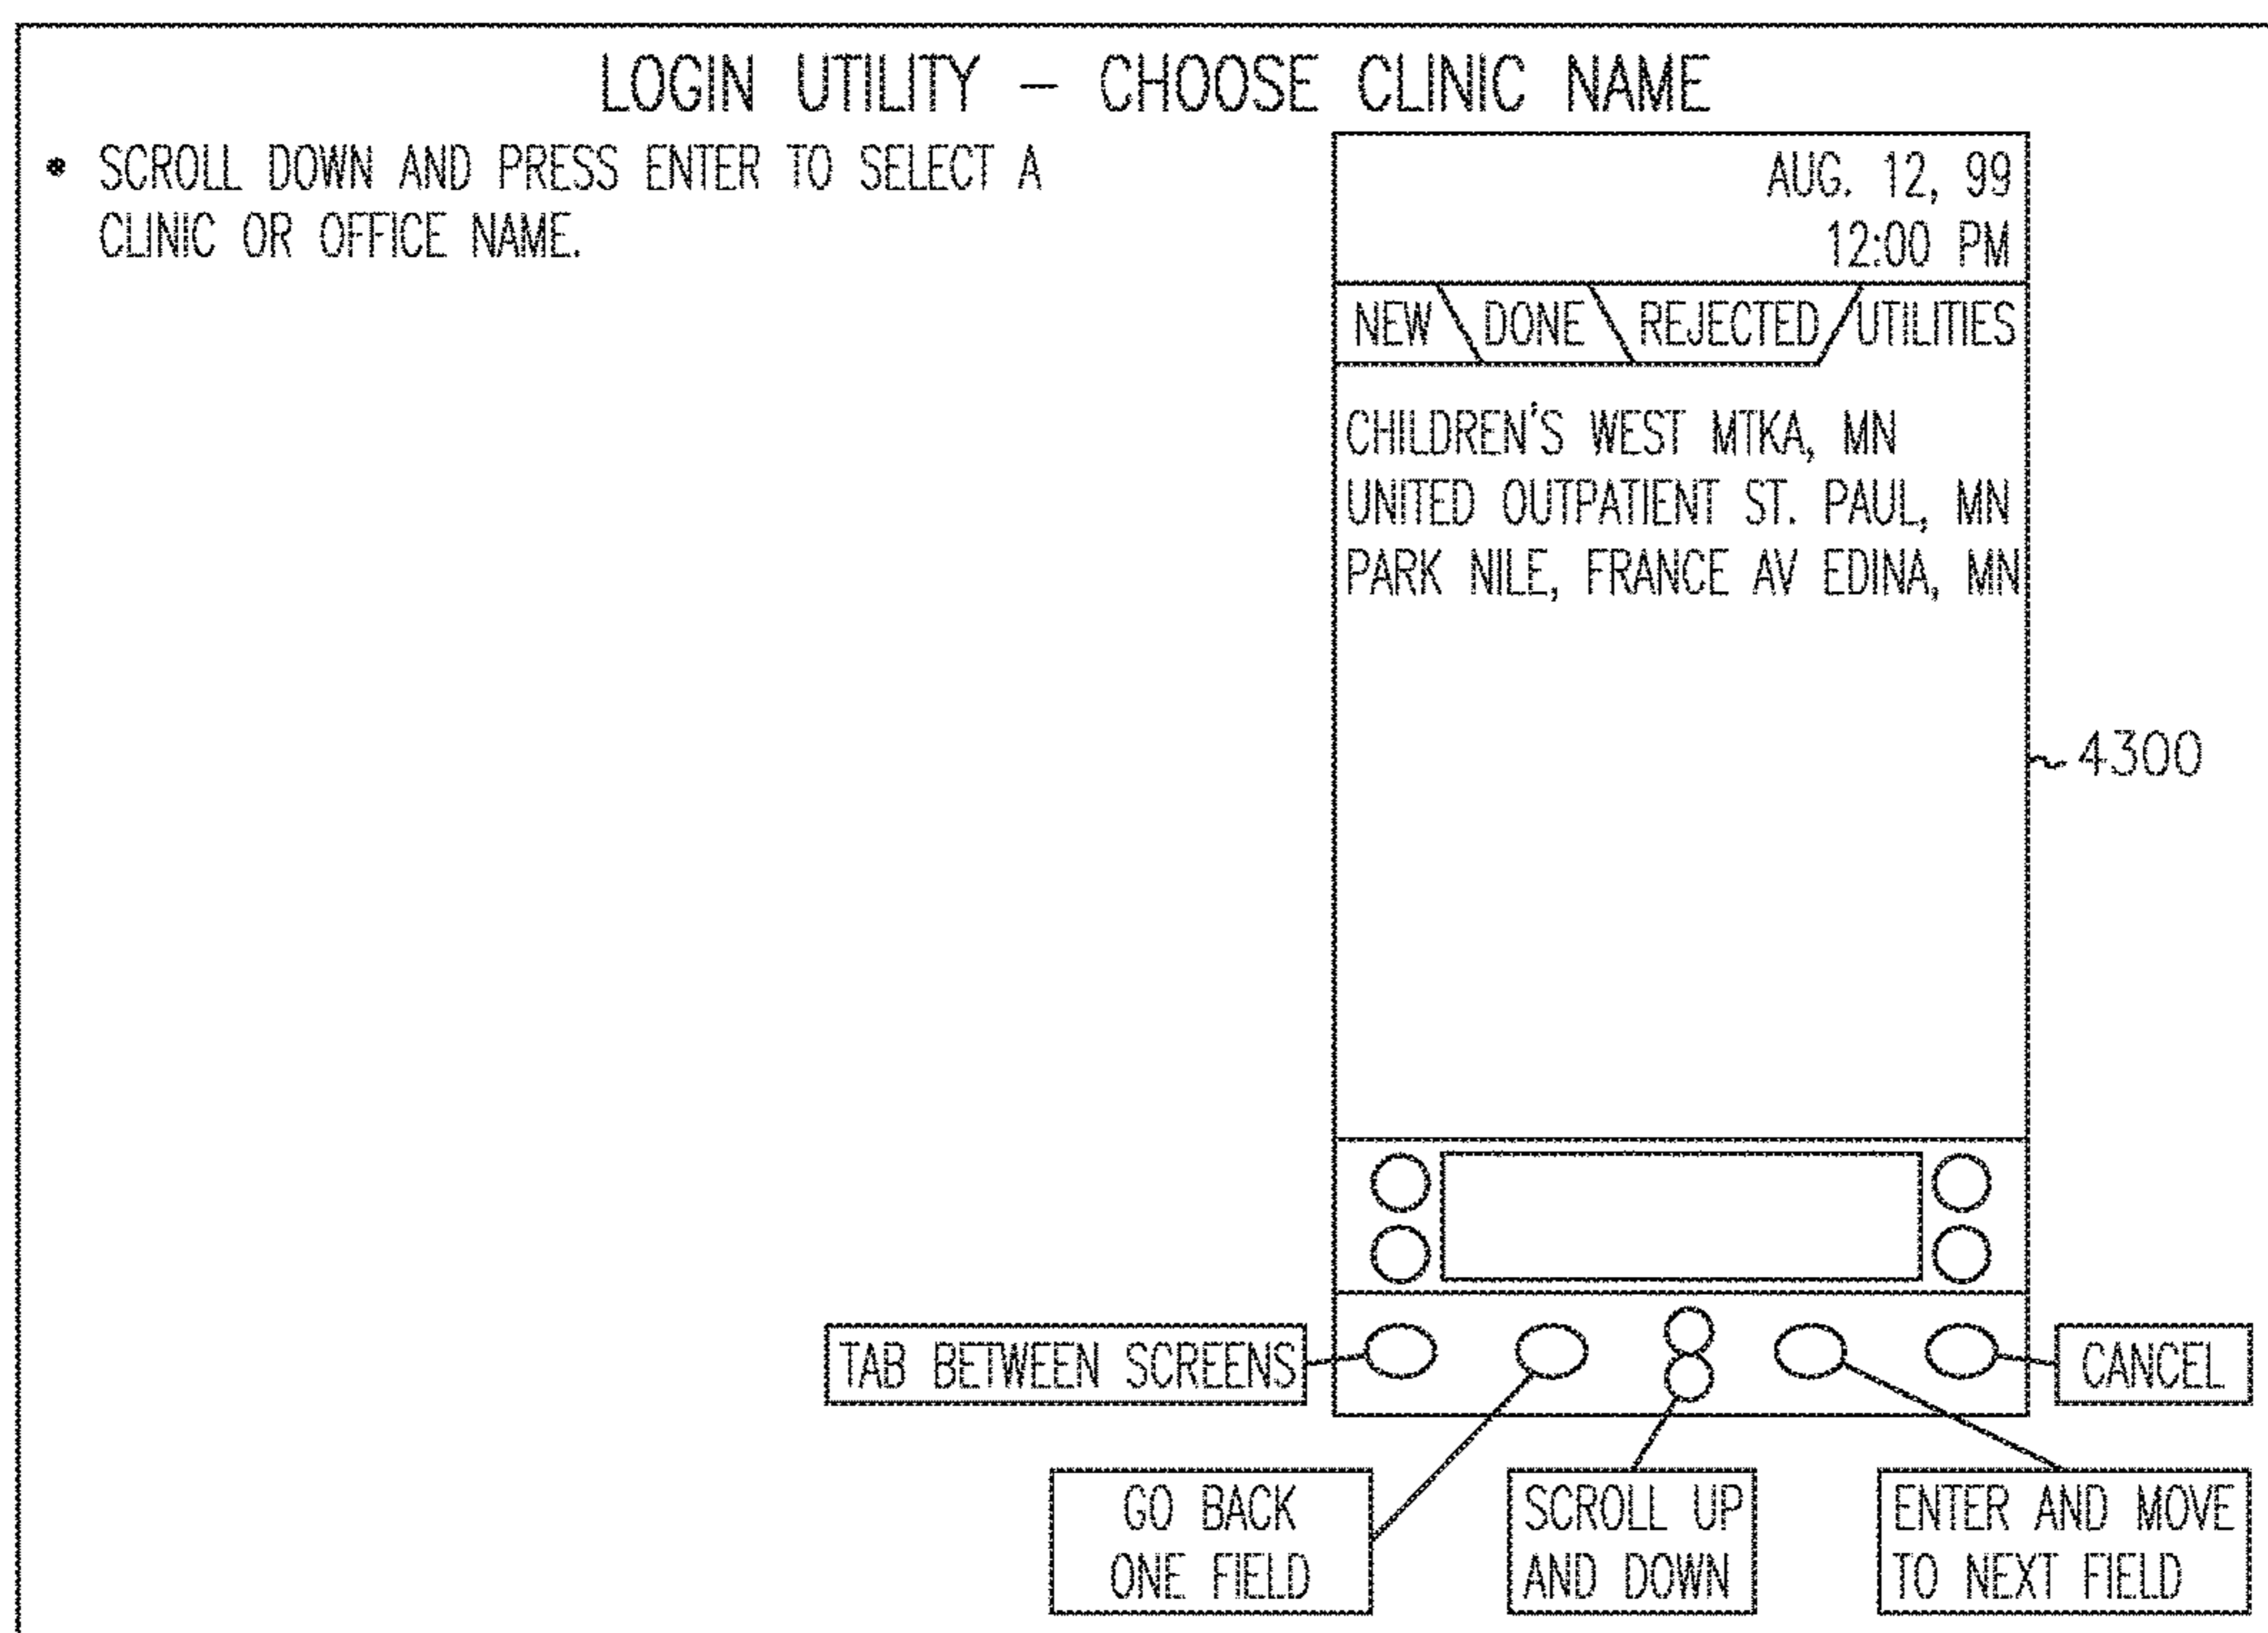 LOGIN UTILITY – CHOOSE CLINIC NAME
• SCROLL DOWN AND PRESS ENTER TO SELECT A
CLINIC OR OFFICE NAME.
AUG. 12, 99
12:00 PM
NEW DONE REJECTED UTILITIES
CHILDREN'S WEST MTKA, MN
UNITED OUTPATIENT ST. PAUL, MN
PARK NILE, FRANCE AV EDINA, MN
4300
TAB BETWEEN SCREENS
CANCEL
GO BACK
ONE FIELD
SCROLL UP
AND DOWN
ENTER AND MOVE
TO NEXT FIELD